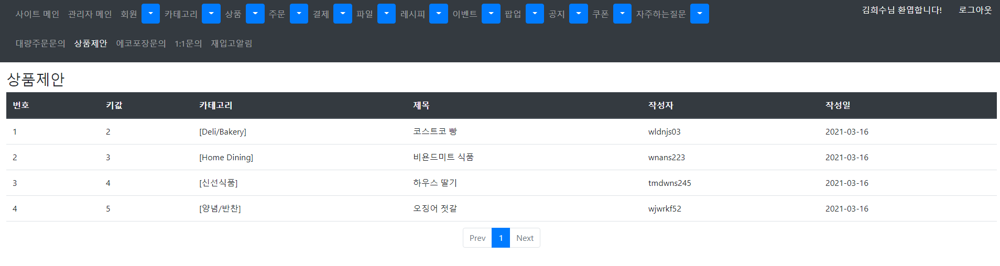 사이트 메인 관리자 메인 회원 카테고리 상품 주문 결제 파일 레시피 이벤트 팝업 공지 쿠폰 자주하는질문 김희수님 환엽합니다! 로그아웃
대량주문문의 상품제안 에코포장문의 1:1문의 재입고알림
상품제안
번호 키값 카테고리 제목 작성자 작성일
1 2 [Deli/Bakery] 코스트코 빵 wldnjs03 2021-03-16
2 3 [Home Dining] 비욘드미트 식품 wnans223 2021-03-16
3 4 [신선식품] 하우스 딸기 tmdwns245 2021-03-16
4 5 [양념/반찬] 오징어 젓갈 wjwrkf52 2021-03-16
Prev 1 Next